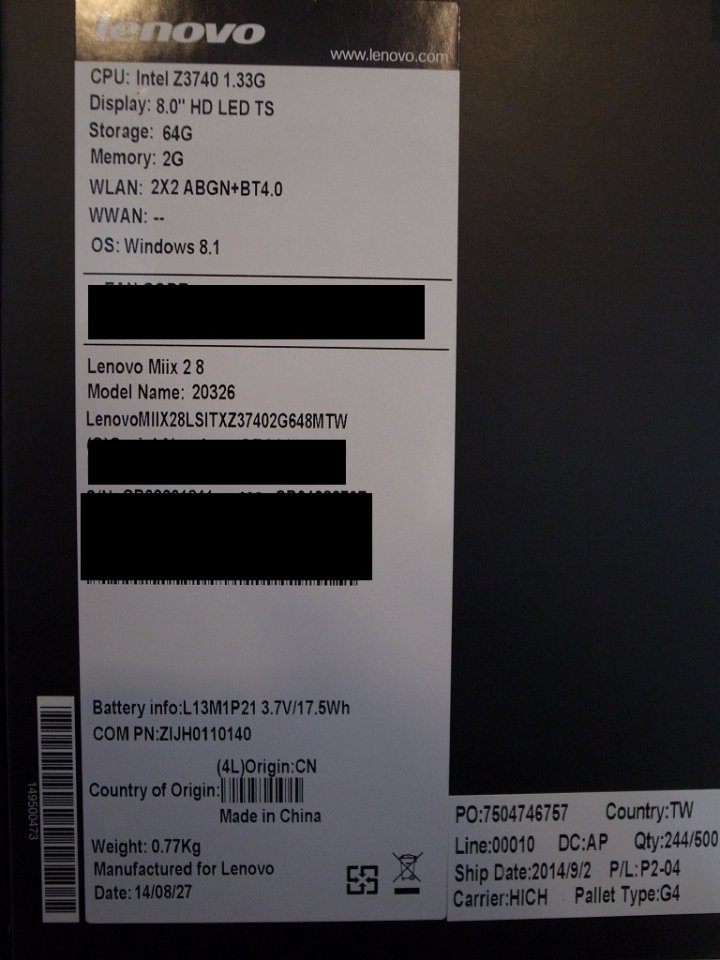 lenovo
www.lenovo.com
CPU: Intel Z3740 1.33G
Display: 8.0" HD LED TS
Storage: 64G
Memory: 2G
WLAN: 2X2 ABGN+BT4.0
WWAN: --
OS: Windows 8.1
Lenovo Miix 2 8
Model Name: 20326
LenovoMIIX28LSITXZ37402G648MTW
Battery info:L13M1P21 3.7V/17.5Wh
COM PN:ZIJH0110140
(4L)Origin:CN
Country of Origin:
Made in China
Weight: 0.77Kg
Manufactured for Lenovo
Date: 14/08/27
149500473
PO:7504746757 Country:TW
Line:00010 DC:AP Qty:244/500
Ship Date:2014/9/2 P/L:P2-04
Carrier:HICH Pallet Type:G4